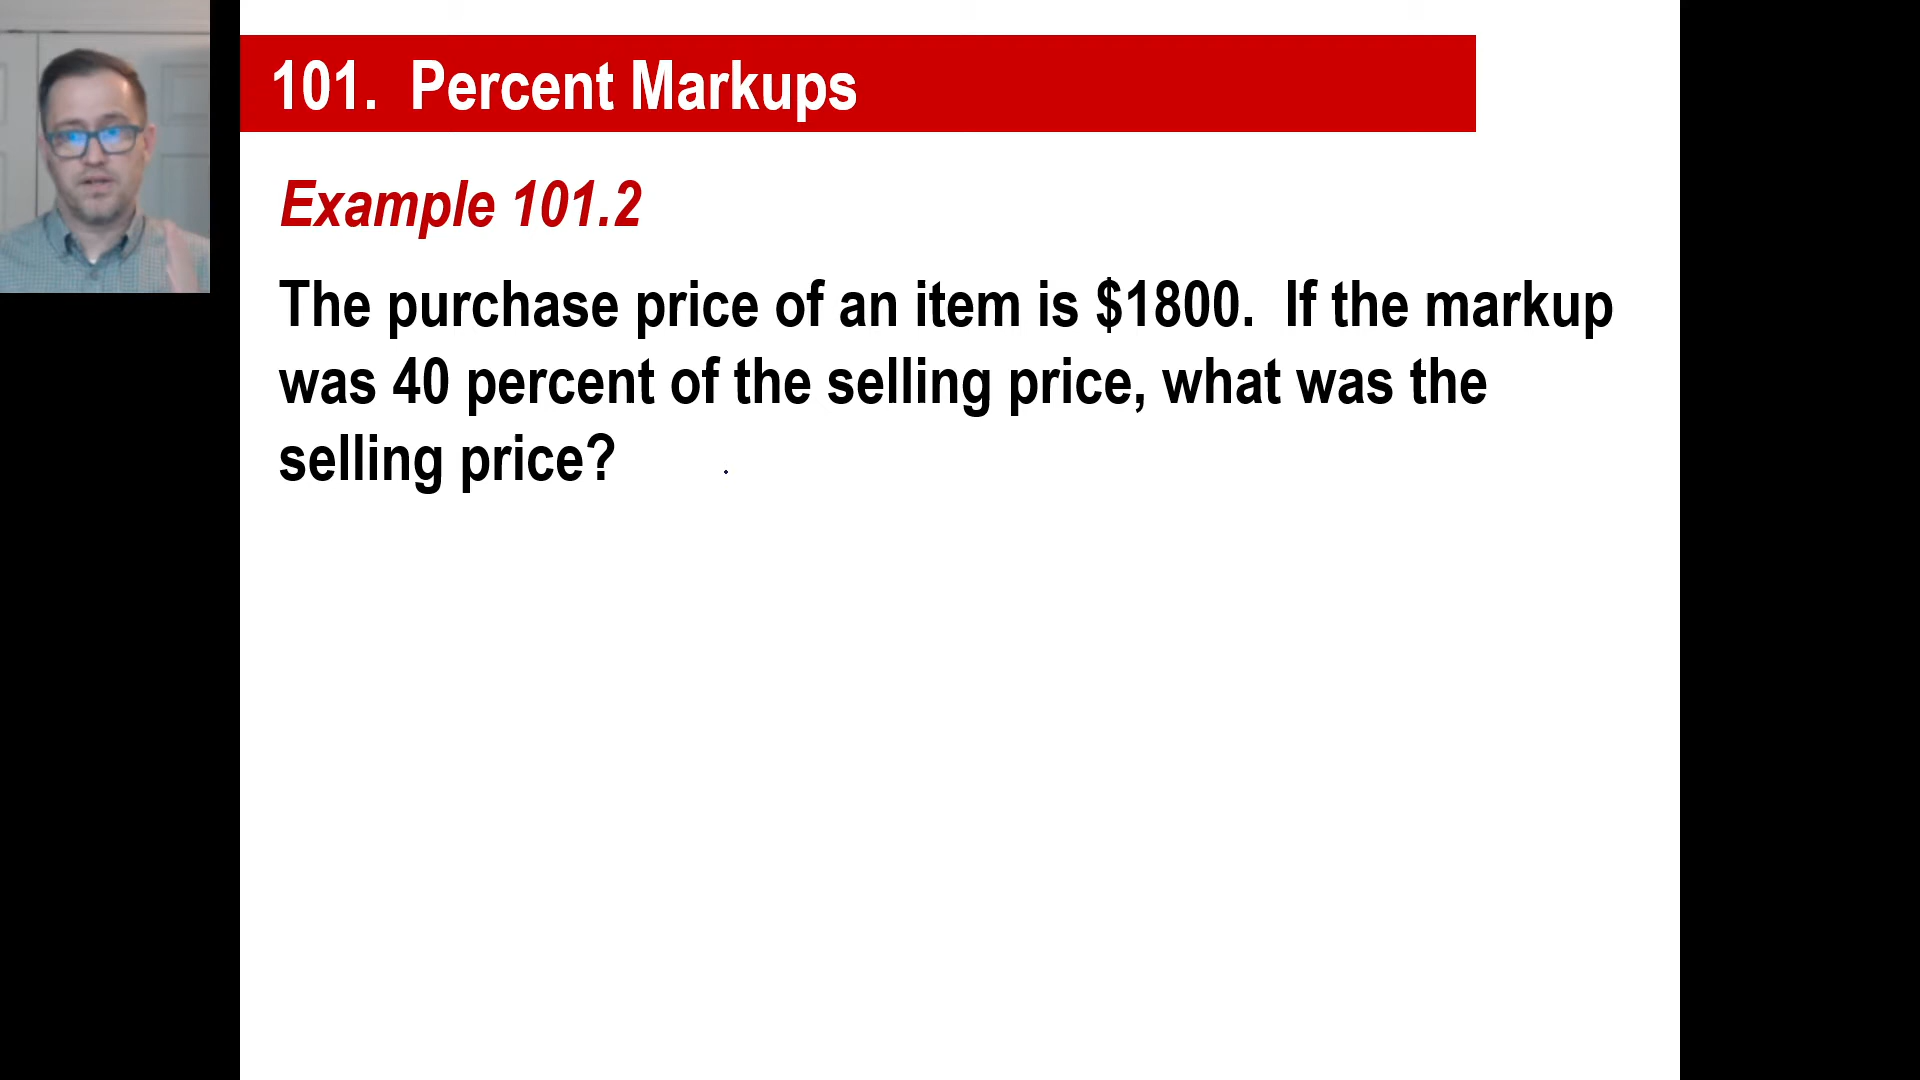 101.  Percent Markups
Example 101.2
The purchase price of an item is $1800.  If the markup
was 40 percent of the selling price, what was the
selling price?